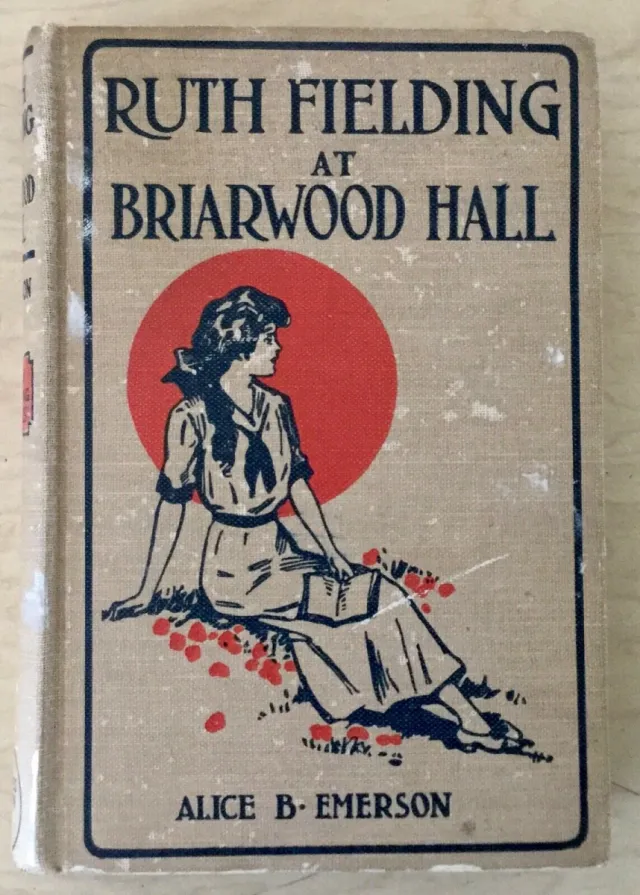 RUTH FIELDING
AT
BRIARWOOD HALL
ALICE B. EMERSON